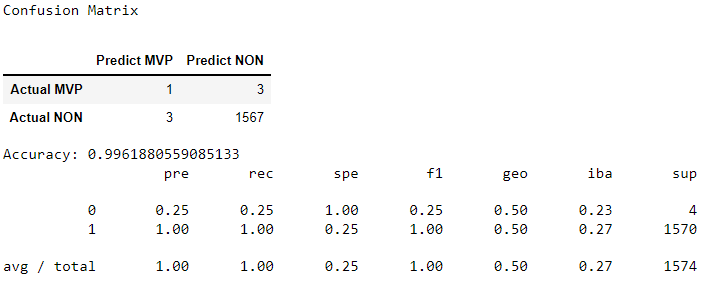 Confusion Matrix
Predict MVP Predict NON
Actual MVP 1 3
Actual NON 3 1567
Accuracy: 0.9961880559085133
pre rec spe f1 geo iba sup
0 0.25 0.25 1.00 0.25 0.50 0.23 4
1 1.00 1.00 0.25 1.00 0.50 0.27 1570
avg / total 1.00 1.00 0.25 1.00 0.50 0.27 1574